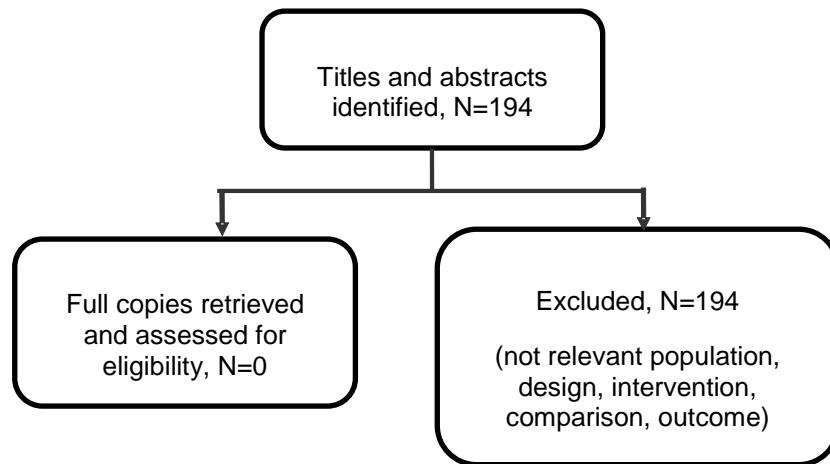 Titles and abstracts
identified, N=194
Full copies retrieved
and assessed for
eligibility, N=0
Excluded, N=194
(not relevant population,
design, intervention,
comparison, outcome)